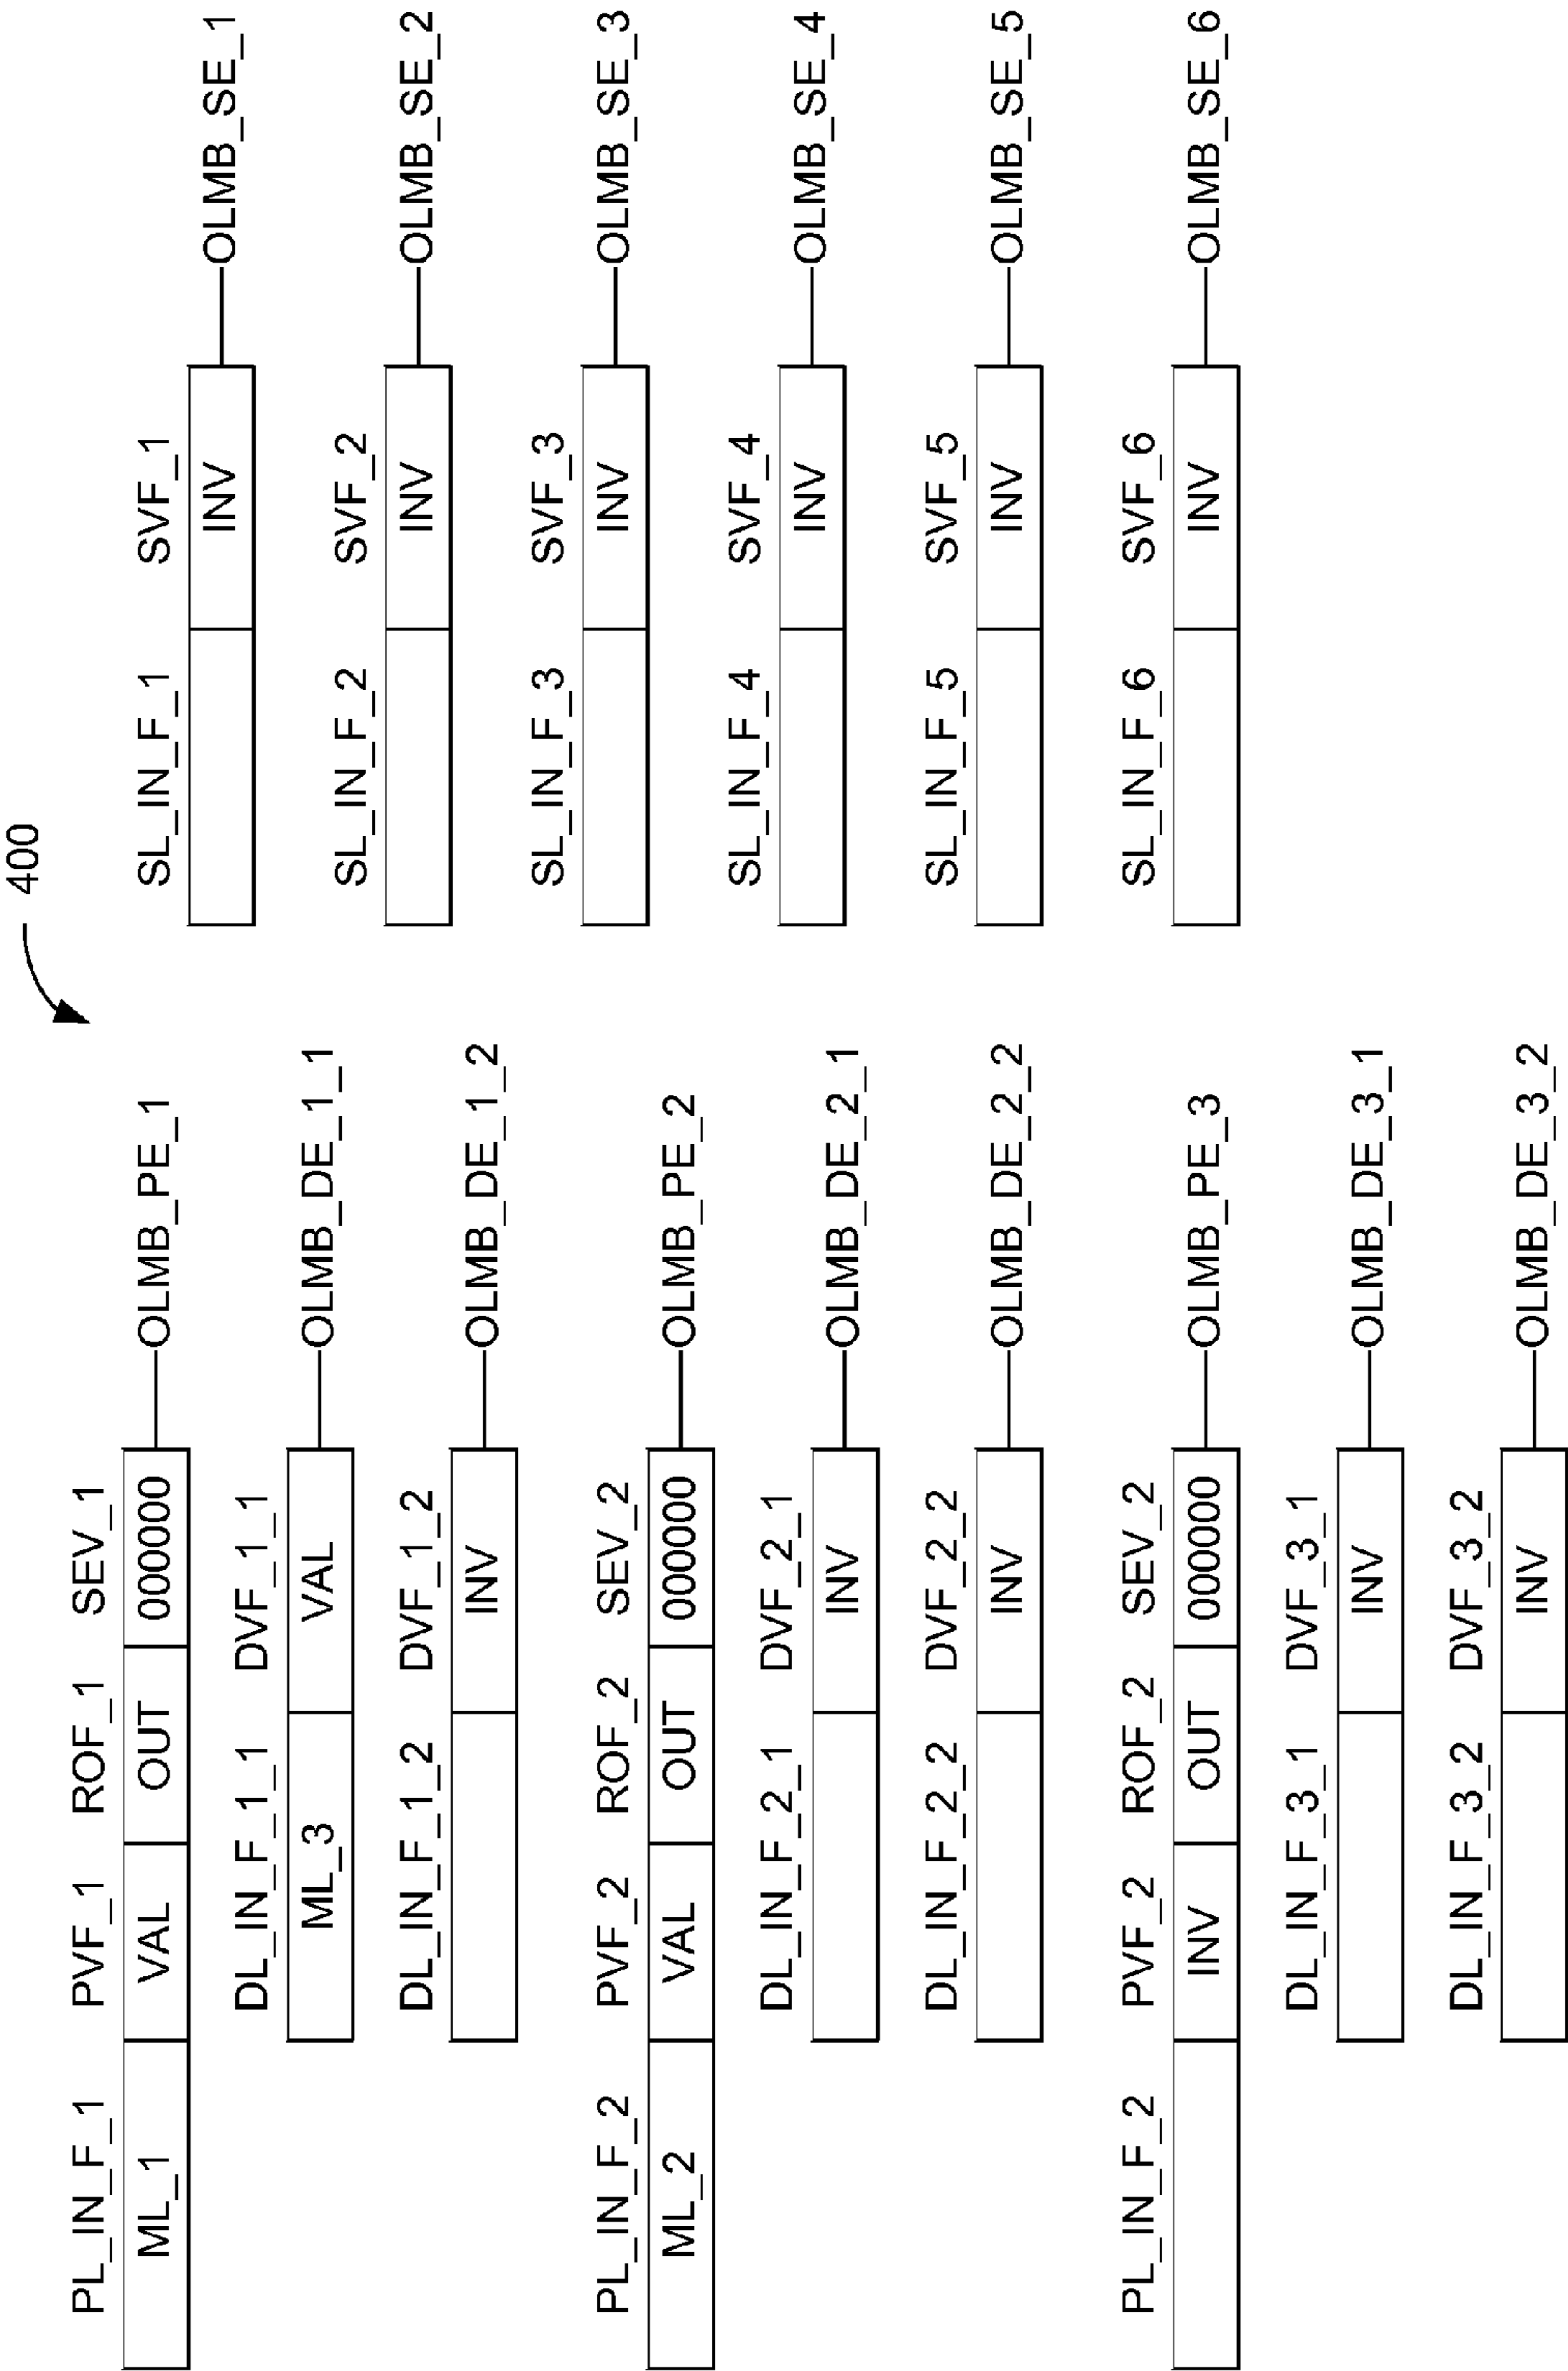 400
PL_IN_F_1 PVF_1 ROF_1 SEV_1
ML_1 VAL OUT 000000 OLMB_PE_1
DL_IN_F_1_1 DVF_1_1
ML_3 VAL OLMB_DE_1_1
DL_IN_F_1_2 DVF_1_2
INV OLMB_DE_1_2
PL_IN_F_2 PVF_2 ROF_2 SEV_2
ML_2 VAL OUT 000000 OLMB_PE_2
DL_IN_F_2_1 DVF_2_1
INV OLMB_DE_2_1
DL_IN_F_2_2 DVF_2_2
INV OLMB_DE_2_2
PL_IN_F_2 PVF_2 ROF_2 SEV_2
INV OUT 000000 OLMB_PE_3
DL_IN_F_3_1 DVF_3_1
INV OLMB_DE_3_1
DL_IN_F_3_2 DVF_3_2
INV OLMB_DE_3_2
SL_IN_F_1 SVF_1
INV OLMB_SE_1
SL_IN_F_2 SVF_2
INV OLMB_SE_2
SL_IN_F_3 SVF_3
INV OLMB_SE_3
SL_IN_F_4 SVF_4
INV OLMB_SE_4
SL_IN_F_5 SVF_5
INV OLMB_SE_5
SL_IN_F_6 SVF_6
INV OLMB_SE_6